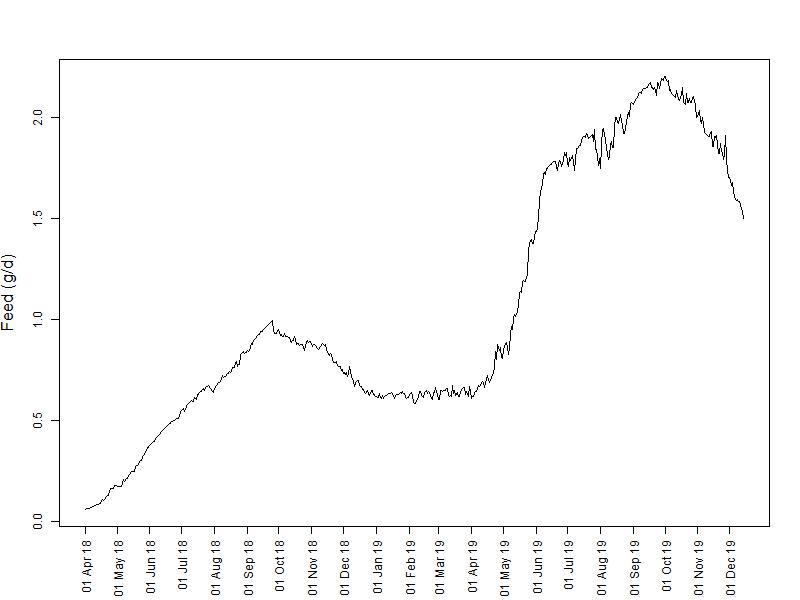 Feed (g/d)
2.0
1.5
1.0
0.5
0.0
01 Apr 18
01 May 18
01 Jun 18
01 Jul 18
01 Aug 18
01 Sep 18
01 Oct 18
01 Nov 18
01 Dec 18
01 Jan 19
01 Feb 19
01 Mar 19
01 Apr 19
01 May 19
01 Jun 19
01 Jul 19
01 Aug 19
01 Sep 19
01 Oct 19
01 Nov 19
01 Dec 19